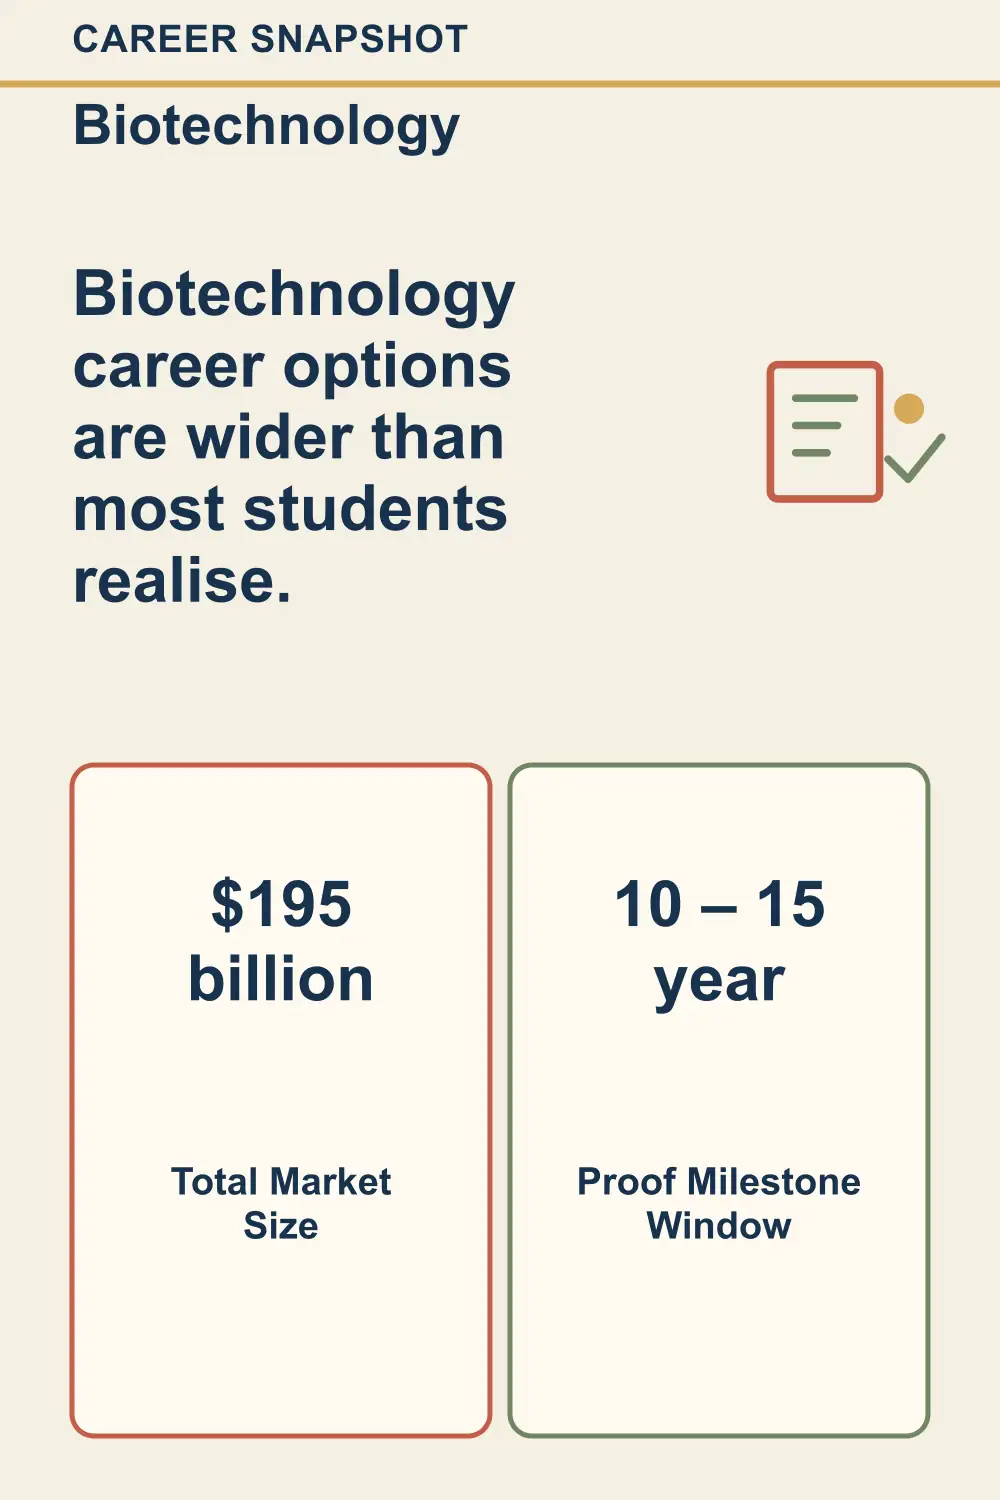 CAREER SNAPSHOT
Biotechnology
Biotechnology
career options
are wider than
most students
realise.
$195
billion
Total Market
Size
10 – 15
year
Proof Milestone
Window